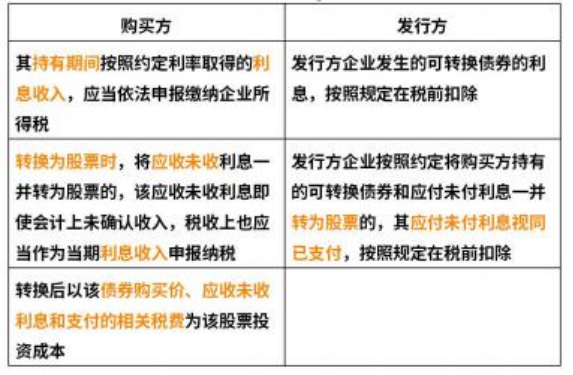 购买方
发行方
其持有期间按照约定利率取得的利
息收入，应当依法申报缴纳企业所
得税
发行方企业发生的可转换债券的利
息，按照规定在税前扣除
转换为股票时，将应收未收利息一
并转为股票的，该应收未收利息即
使会计上未确认收入，税收上也应
当作为当期利息收入申报纳税
发行方企业按照约定将购买方持有
的可转换债券和应付未付利息一并
转为股票的，其应付未付利息视同
已支付，按照规定在税前扣除
转换后以该债券购买价、应收未收
利息和支付的相关税费为该股票投
资成本